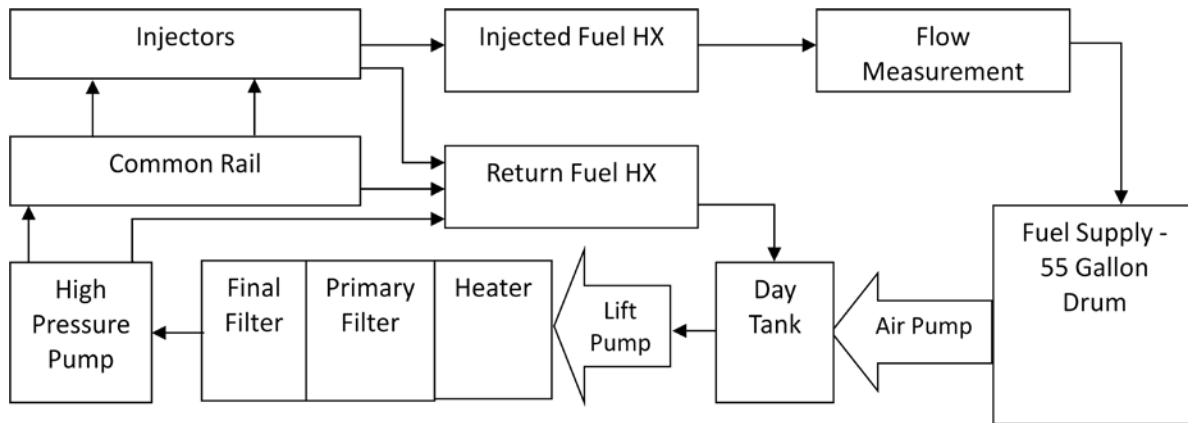 Injectors
Injected Fuel HX
Flow
Measurement
Common Rail
Return Fuel HX
High
Pressure
Pump
Final
Filter
Primary
Filter
Heater
Lift
Pump
Day
Tank
Air Pump
Fuel Supply -
55 Gallon
Drum